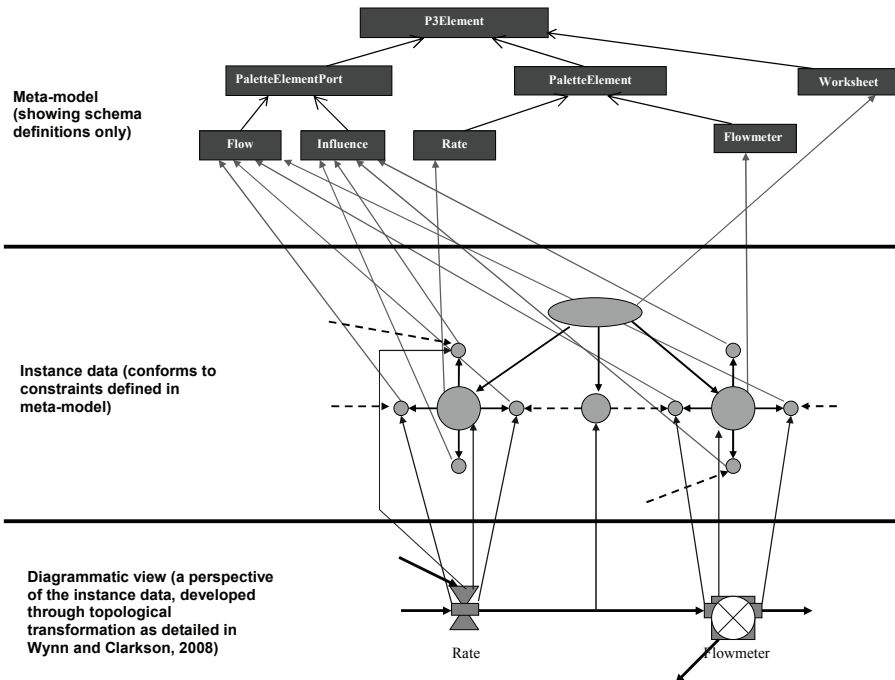 P3Element
PaletteElementPort
PaletteElement
Worksheet
Meta-model
(showing schema
definitions only)
Flow
Influence
Rate
Flowmeter
Instance data (conforms to
constraints defined in
meta-model)
Diagrammatic view (a perspective
of the instance data, developed
through topological
transformation as detailed in
Wynn and Clarkson, 2008)
Rate
Flowmeter